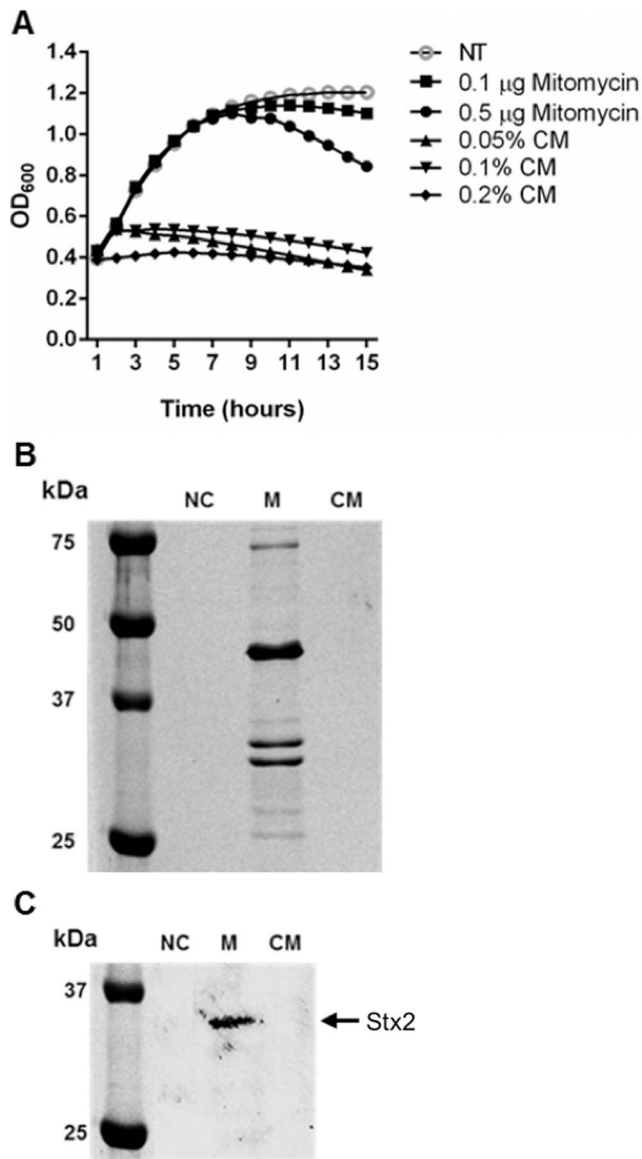 A
1.4
1.2
1.0
0.8
0.6
0.4
0.2
0.0
OD600
1 3 5 7 9 11 13 15
Time (hours)
NT
0.1 μg Mitomycin
0.5 μg Mitomycin
0.05% CM
0.1% CM
0.2% CM
B
kDa NC M CM
75
50
37
25
C
kDa NC M CM
37
Stx2
25